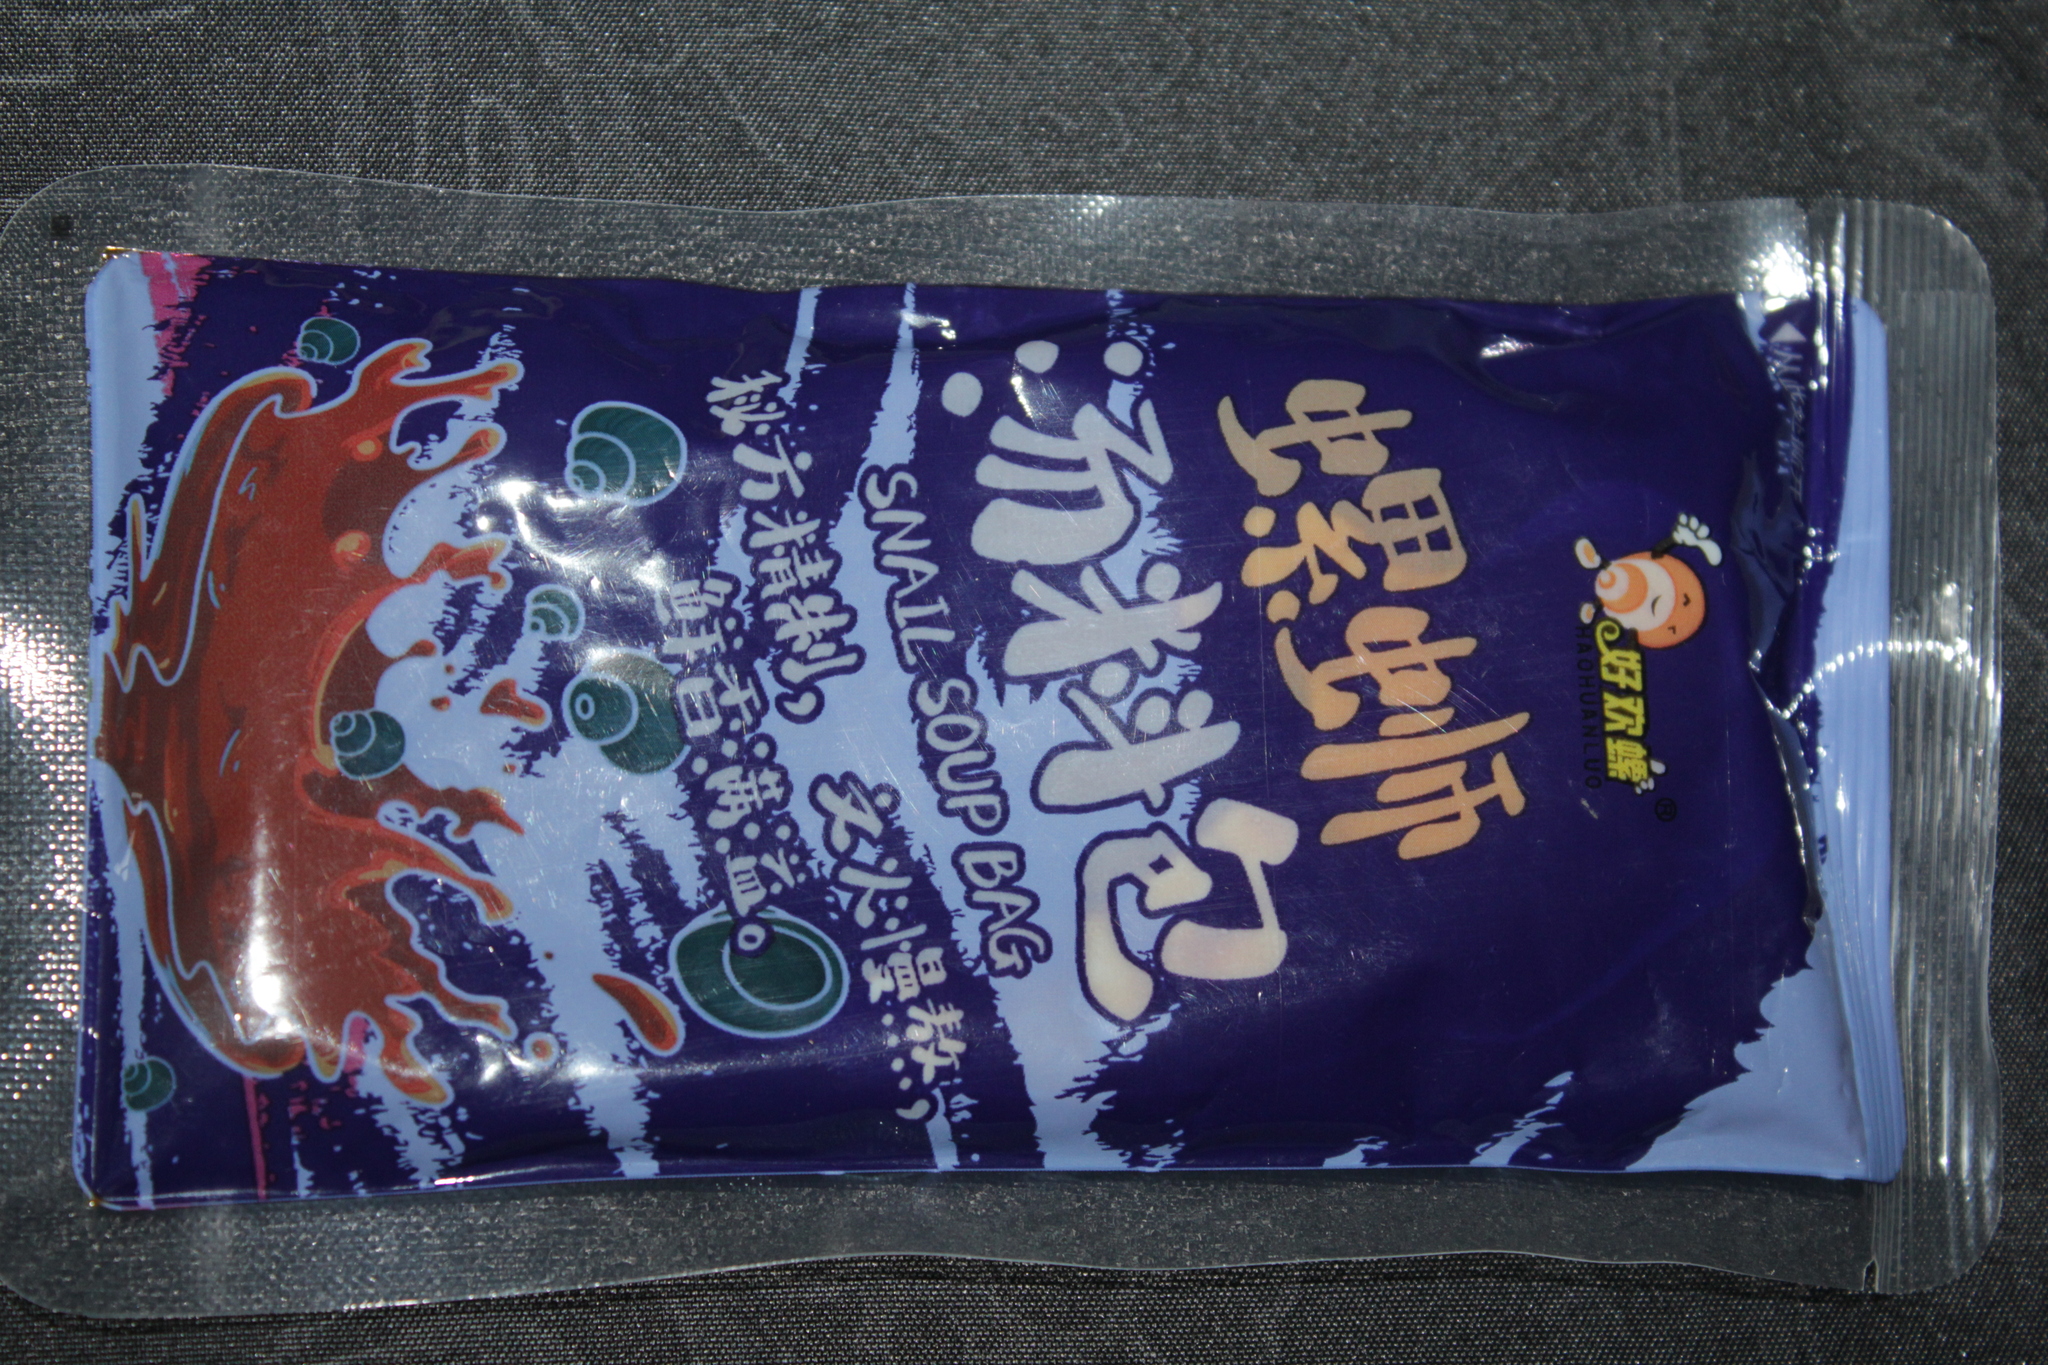 好欢螺
®
HAOHUANLUO
螺蛳
汤料包
SNAIL SOUP BAG
文火慢熬,
秘方精制,
鲜香满溢。